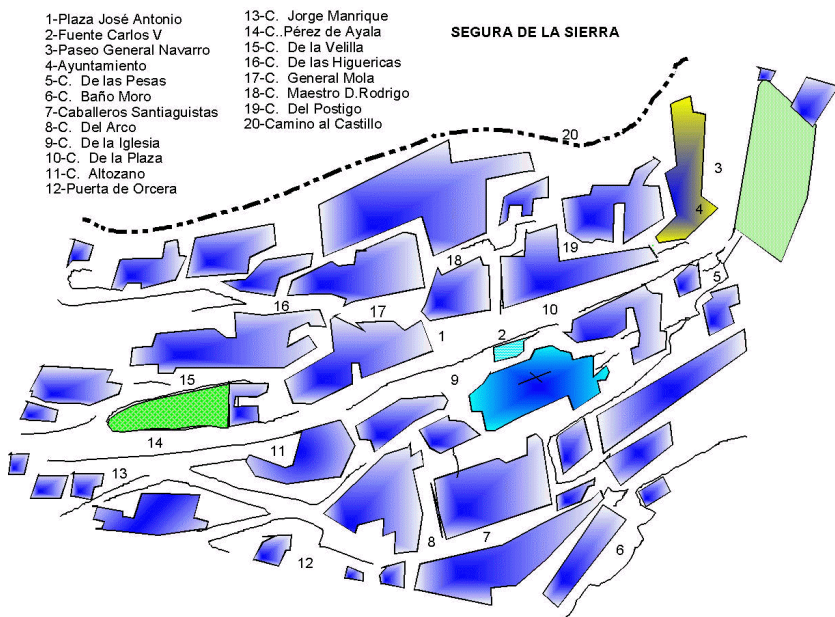 SEGURA DE LA SIERRA
1-Plaza José Antonio
2-Fuente Carlos V
3-Paseo General Navarro
4-Ayuntamiento
5-C.  De las Pesas
6-C.  Baño Moro
7-Caballeros Santiaguistas
8-C.  Del Arco
9-C.  De la Iglesia
10-C.  De la Plaza
11-C.  Altozano
12-Puerta de Orcera
13-C.  Jorge Manrique
14-C..Pérez de Ayala
15-C.  De la Velilla
16-C.  De las Higuericas
17-C.  General Mola
18-C.  Maestro D.Rodrigo
19-C.  Del Postigo
20-Camino al Castillo
20
3
4
19
18
5
16
17
10
1
2
15
9
14
11
13
8
7
12
6